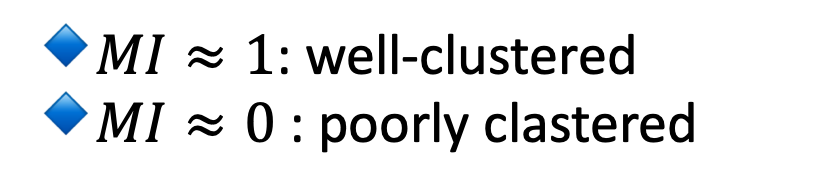 🔷MI ≈ 1: well-clustered
🔷MI ≈ 0 : poorly clastered